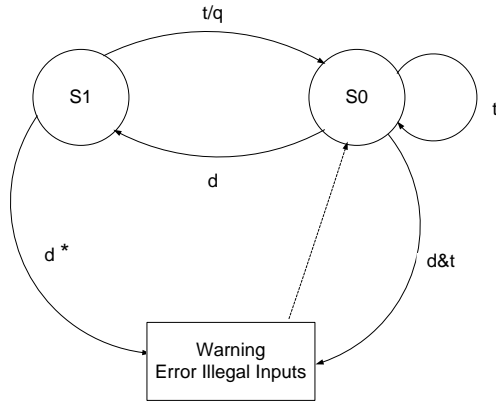 t/q
S1
S0
t
d
d *
d&t
Warning
Error Illegal Inputs